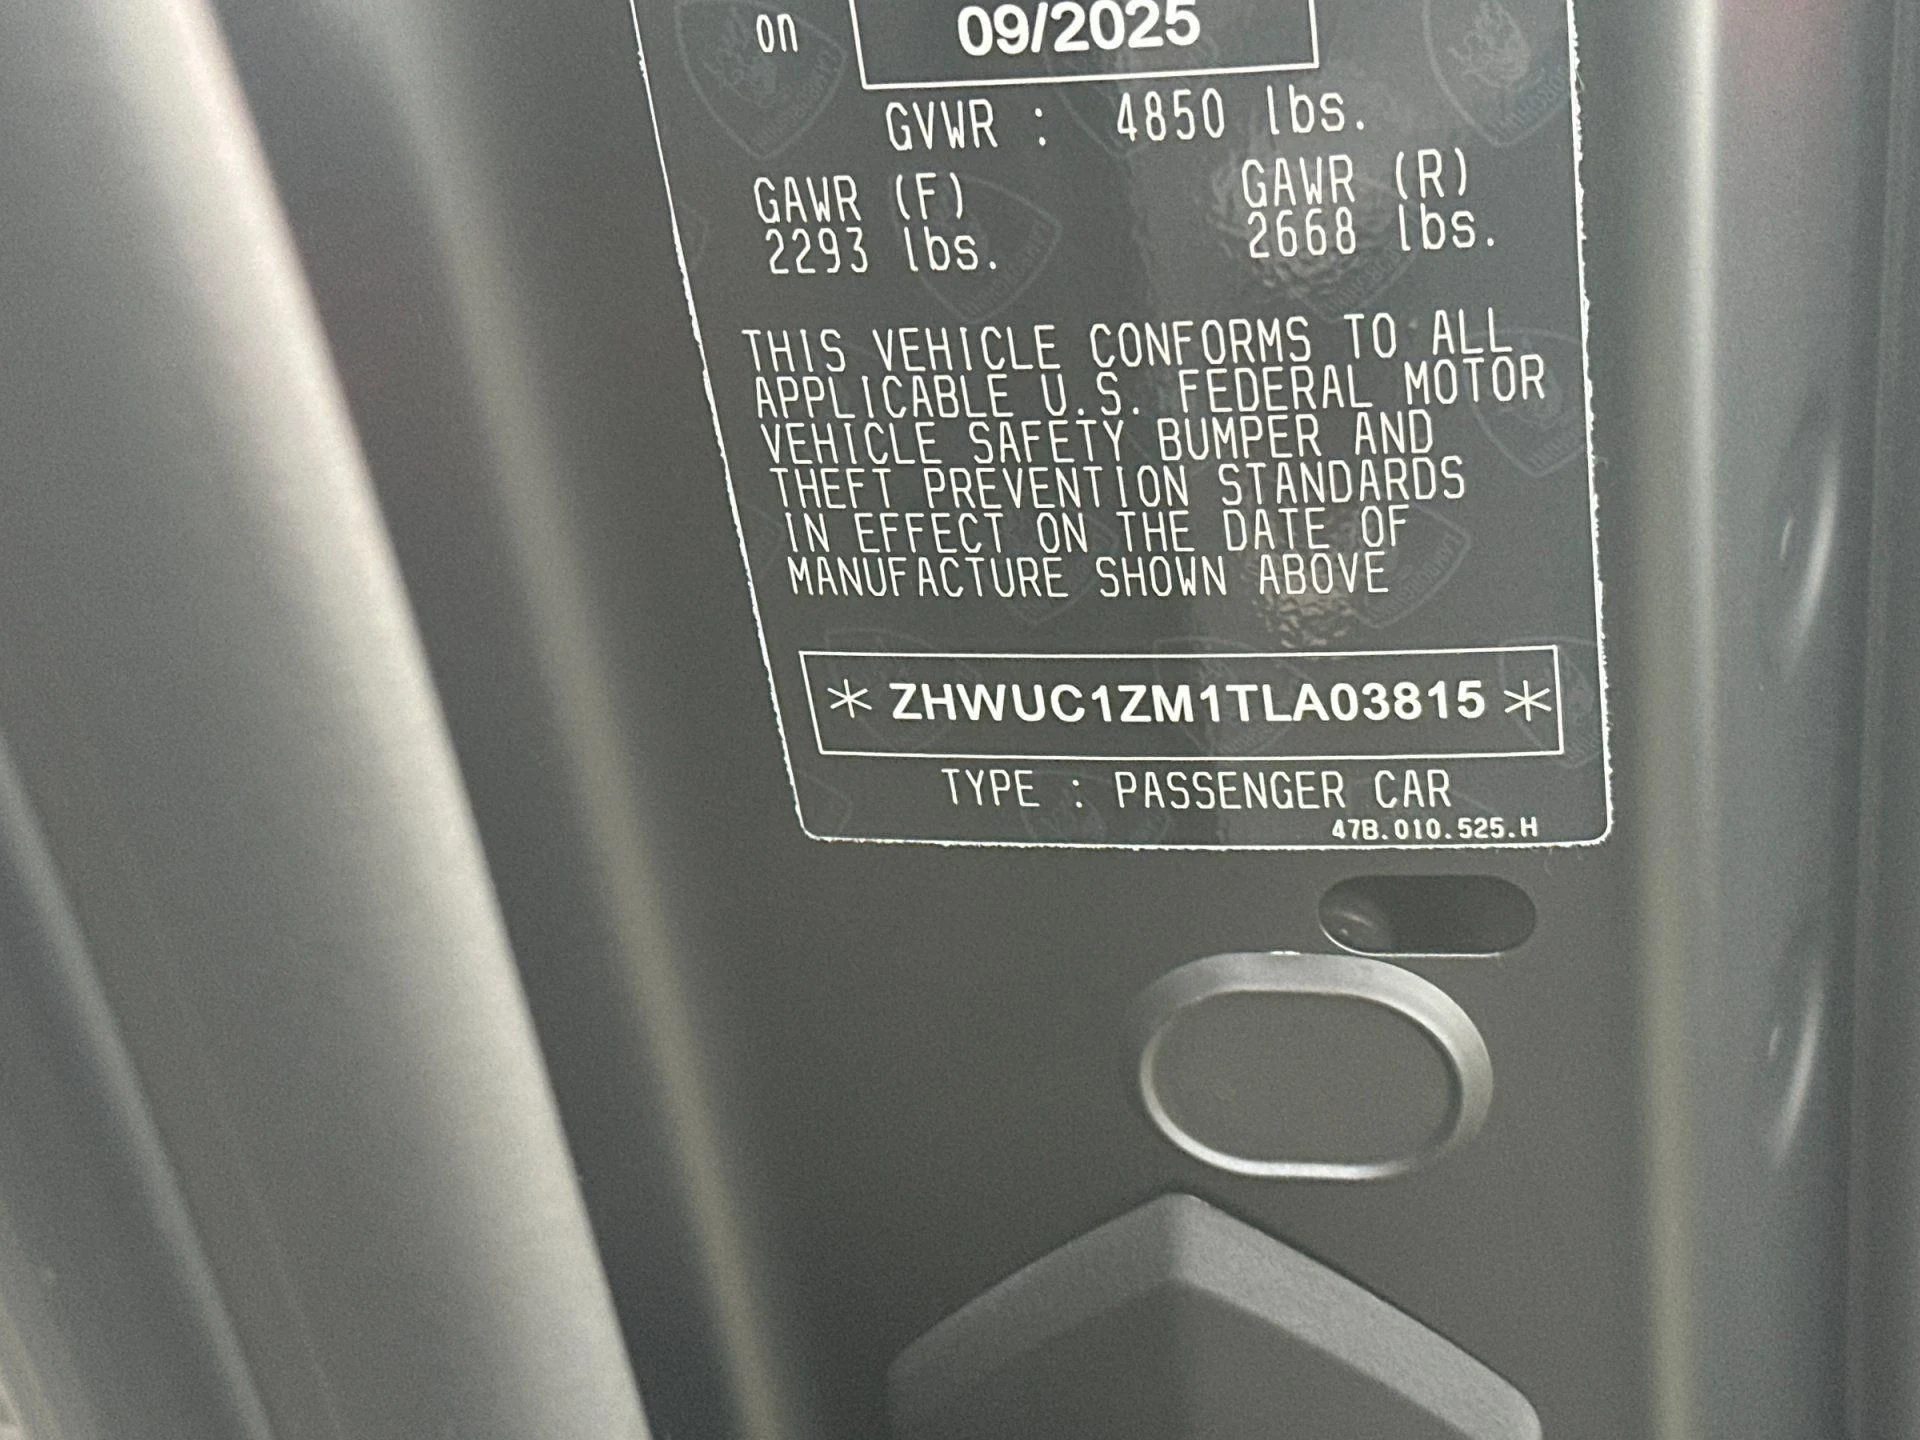 on 09/2025
GVWR : 4850 lbs.
GAWR (F) GAWR (R)
2293 lbs. 2668 lbs.
THIS VEHICLE CONFORMS TO ALL
APPLICABLE U.S. FEDERAL MOTOR
VEHICLE SAFETY BUMPER AND
THEFT PREVENTION STANDARDS
IN EFFECT ON THE DATE OF
MANUFACTURE SHOWN ABOVE
* ZHWUC1ZM1TLA03815 *
TYPE : PASSENGER CAR
47B.010.525.H